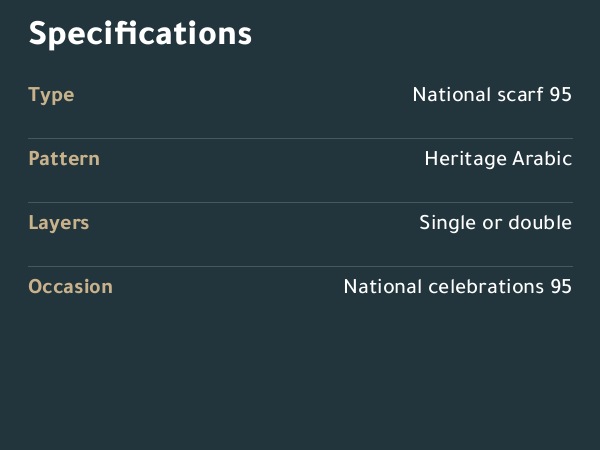 Specifications
Type National scarf 95
Pattern Heritage Arabic
Layers Single or double
Occasion National celebrations 95